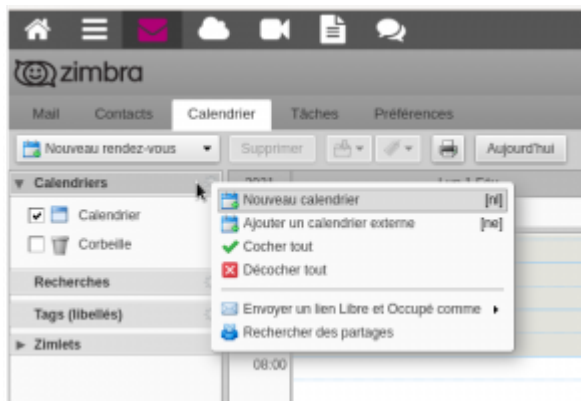 zimbra
Mail Contacts Calendrier Tâches Préférences
Nouveau rendez-vous Supprimer Aujourd'hui
Calendriers
Nouveau calendrier [nl]
Calendrier
Ajouter un calendrier externe [ne]
Corbeille
Cocher tout
Décocher tout
Recherches
Envoyer un lien Libre et Occupé comme
Tags (libellés)
Rechercher des partages
Zimlets
08:00